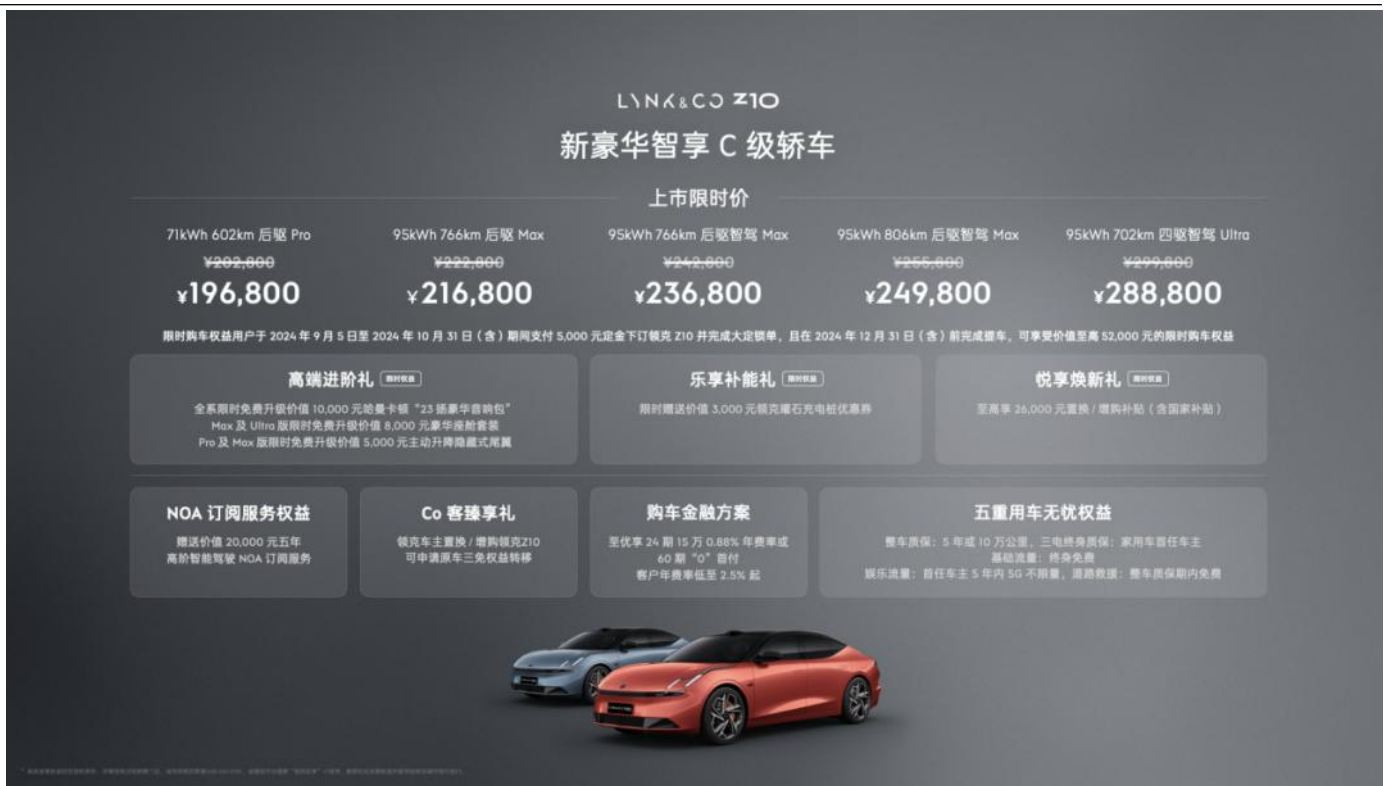 LYNK&CO Z10
新豪华智享 C 级轿车
上市限时价
71kWh 602km 后驱 Pro
¥202,800
¥196,800
95kWh 766km 后驱 Max
¥222,800
¥216,800
95kWh 766km 后驱智驾 Max
¥242,800
¥236,800
95kWh 806km 后驱智驾 Max
¥255,800
¥249,800
95kWh 702km 四驱智驾 Ultra
¥299,800
¥288,800
限时购车权益用户于 2024 年 9 月 5 日至 2024 年 10 月 31 日（含）期间支付 5,000 元定金下订领克 Z10 并完成大定锁单，且在 2024 年 12 月 31 日（含）前完成提车，可享受价值至高 52,000 元的限时购车权益
高端进阶礼 限时权益
全系限时免费升级价值 10,000 元哈曼卡顿“23 扬豪华音响包”
Max 及 Ultra 版限时免费升级价值 8,000 元豪华座舱套装
Pro 及 Max 版限时免费升级价值 5,000 元主动升降隐藏式尾翼
乐享补能礼 限时权益
限时赠送价值 3,000 元领克曜石充电桩优惠券
悦享焕新礼 限时权益
至高享 26,000 元置换 / 增购补贴（含国家补贴）
NOA 订阅服务权益
赠送价值 20,000 元五年
高阶智能驾驶 NOA 订阅服务
Co 客臻享礼
领克车主置换 / 增购领克Z10
可申请原车三免权益转移
购车金融方案
至优享 24 期 15 万 0.88% 年费率或
60 期“0”首付
客户年费率低至 2.5% 起
五重用车无忧权益
整车质保：5 年或 10 万公里，三电终身质保：家用车首任车主
基础流量：终身免费
娱乐流量：首任车主 5 年内 5G 不限量，道路救援：整车质保期内免费